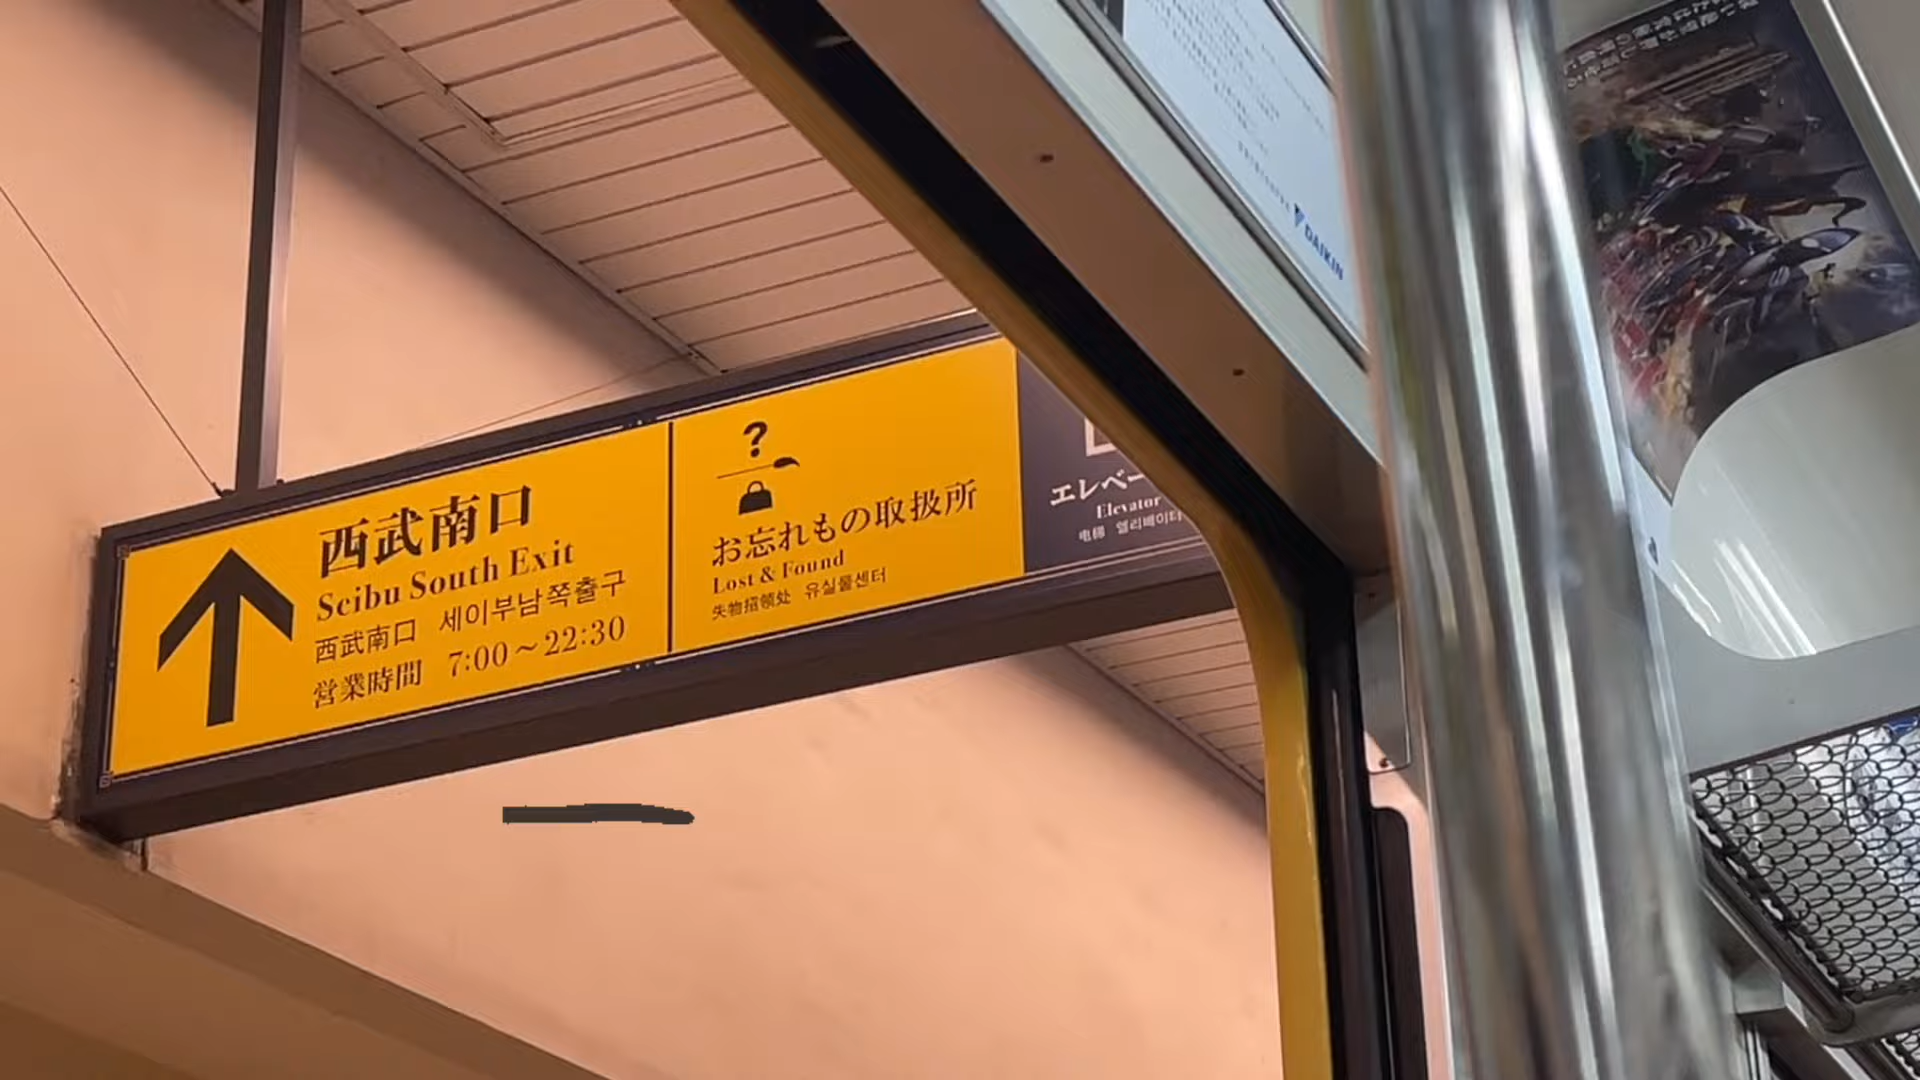 西武南口
Seibu South Exit
西武南口 세이부남쪽출구
営業時間 7:00～22:30
?
お忘れもの取扱所
Lost & Found
失物招领处 유실물센터
エレベー
Elevator
电梯 엘리베이터
DAIKIN